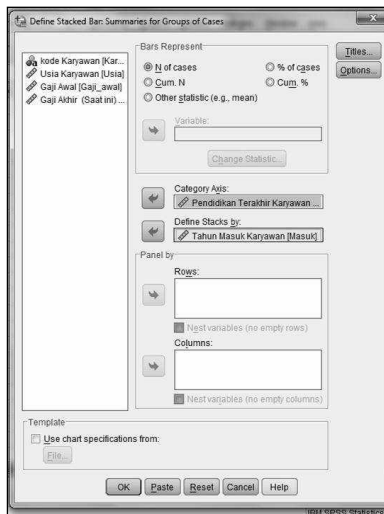 Define Stacked Bar: Summaries for Groups of Cases
kode Karyawan [Kar...
Usia Karyawan [Usia]
Gaji Awal [Gaji_awal]
Gaji Akhir (Saat ini) ...
Bars Represent
N of cases
% of cases
Cum. N
Cum. %
Other statistic (e.g., mean)
Variable:
Change Statistic...
Titles...
Options...
Category Axis:
Pendidikan Terakhir Karyawan ...
Define Stacks by:
Tahun Masuk Karyawan [Masuk]
Panel by
Rows:
Nest variables (no empty rows)
Columns:
Nest variables (no empty columns)
Template
Use chart specifications from:
File...
OK
Paste
Reset
Cancel
Help
IBM SPSS Statistics